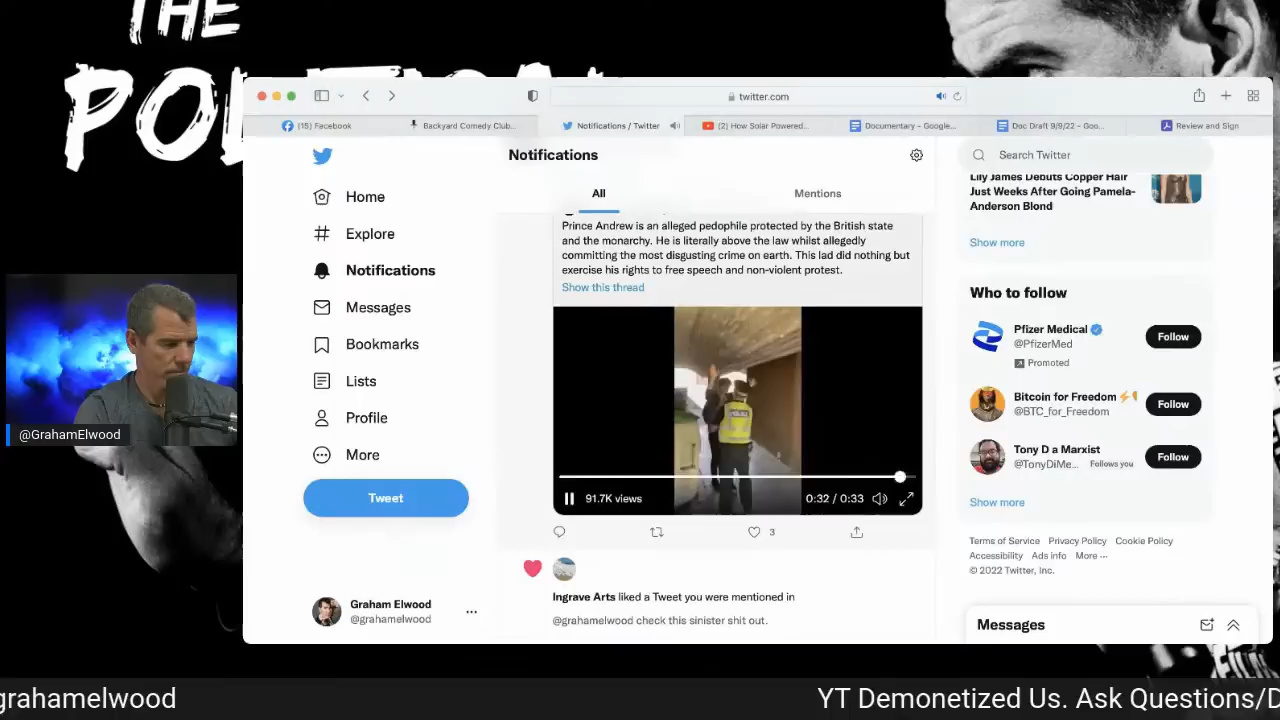 THE
twitter.com
(15) Facebook
Backyard Comedy Club...
Notifications / Twitter
(2) How Solar Powered...
Documentary - Google...
Doc Draft 9/9/22 - Goo...
Review and Sign
Home
Explore
Notifications
Messages
Bookmarks
Lists
Profile
More
Tweet
Graham Elwood
@grahamelwood
Notifications
All
Mentions
Prince Andrew is an alleged pedophile protected by the British state
and the monarchy. He is literally above the law whilst allegedly
committing the most disgusting crime on earth. This lad did nothing but
exercise his rights to free speech and non-violent protest.
Show this thread
POLICE
91.7K views
0:32 / 0:33
3
Ingrave Arts liked a Tweet you were mentioned in
@grahamelwood check this sinister shit out.
Search Twitter
Lily James Debuts Copper Hair
Just Weeks After Going Pamela-
Anderson Blond
Show more
Who to follow
Pfizer Medical
@PfizerMed
Follow
Promoted
Bitcoin for Freedom
@BTC_for_Freedom
Follow
Tony D a Marxist
@TonyDiMe... Follows you
Follow
Show more
Terms of Service Privacy Policy Cookie Policy
Accessibility Ads info More ...
© 2022 Twitter, Inc.
Messages
@GrahamElwood
grahamelwood
YT Demonetized Us. Ask Questions/D